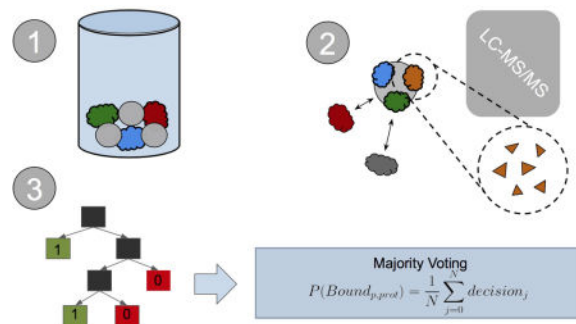 1
2
LC-MS/MS
3
1
0
1
0
Majority Voting
P(Bound_{p,prot}) = \frac{1}{N} \sum_{j=0}^{N} decision_j